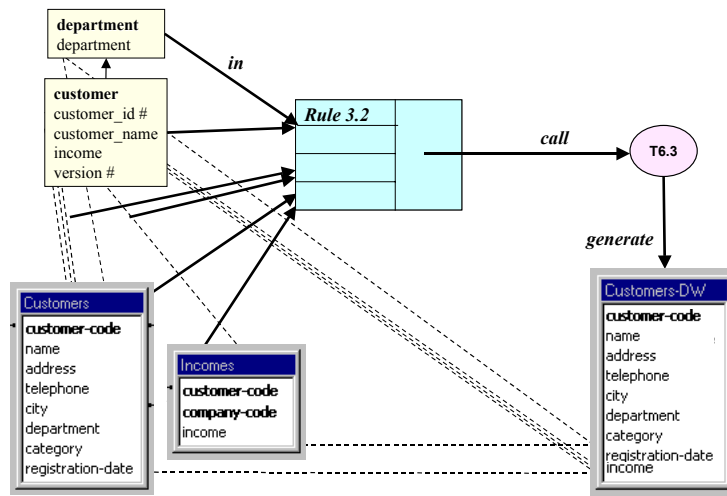 department
department
in
customer
customer_id #
customer_name
income
version #
Rule 3.2
call
T6.3
generate
Customers
customer-code
name
address
telephone
city
department
category
registration-date
Incomes
customer-code
company-code
income
Customers-DW
customer-code
name
address
telephone
city
department
category
registration-date
income